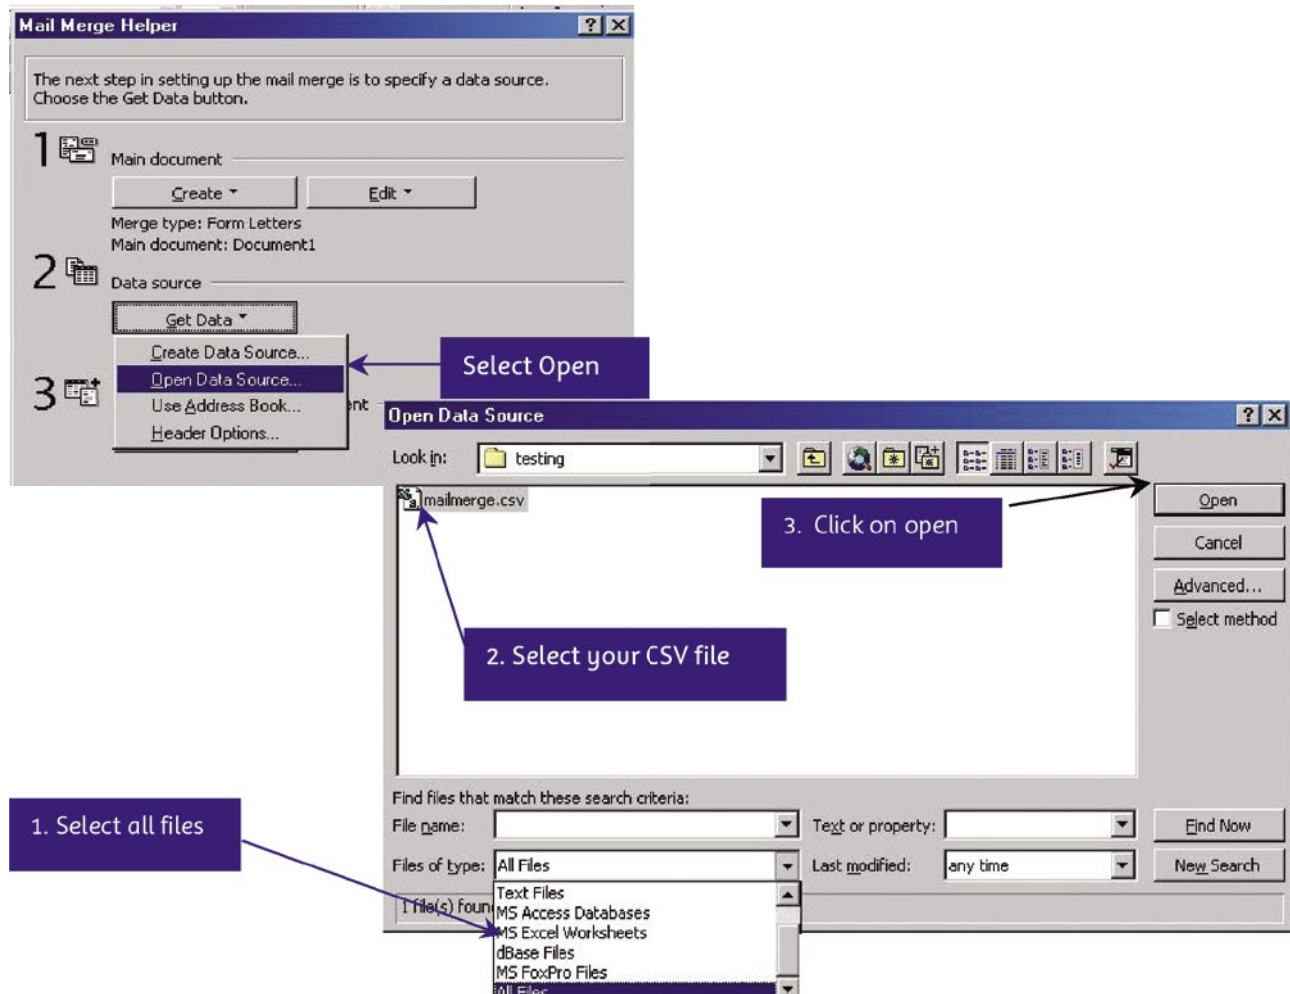 Mail Merge Helper
The next step in setting up the mail merge is to specify a data source.
Choose the Get Data button.
1
Main document
Create
Edit
Merge type: Form Letters
Main document: Document1
2
Data source
Get Data
Create Data Source...
Open Data Source...
Use Address Book...
Header Options...
3
Select Open
Open Data Source
Look in:
testing
mailmerge.csv
3. Click on open
Open
Cancel
Advanced...
Select method
2. Select your CSV file
Find files that match these search criteria:
File name:
Text or property:
Find Now
1. Select all files
Files of type:
All Files
Last modified:
any time
New Search
1 file(s) foun
Text Files
MS Access Databases
MS Excel Worksheets
dBase Files
MS FoxPro Files
All Files